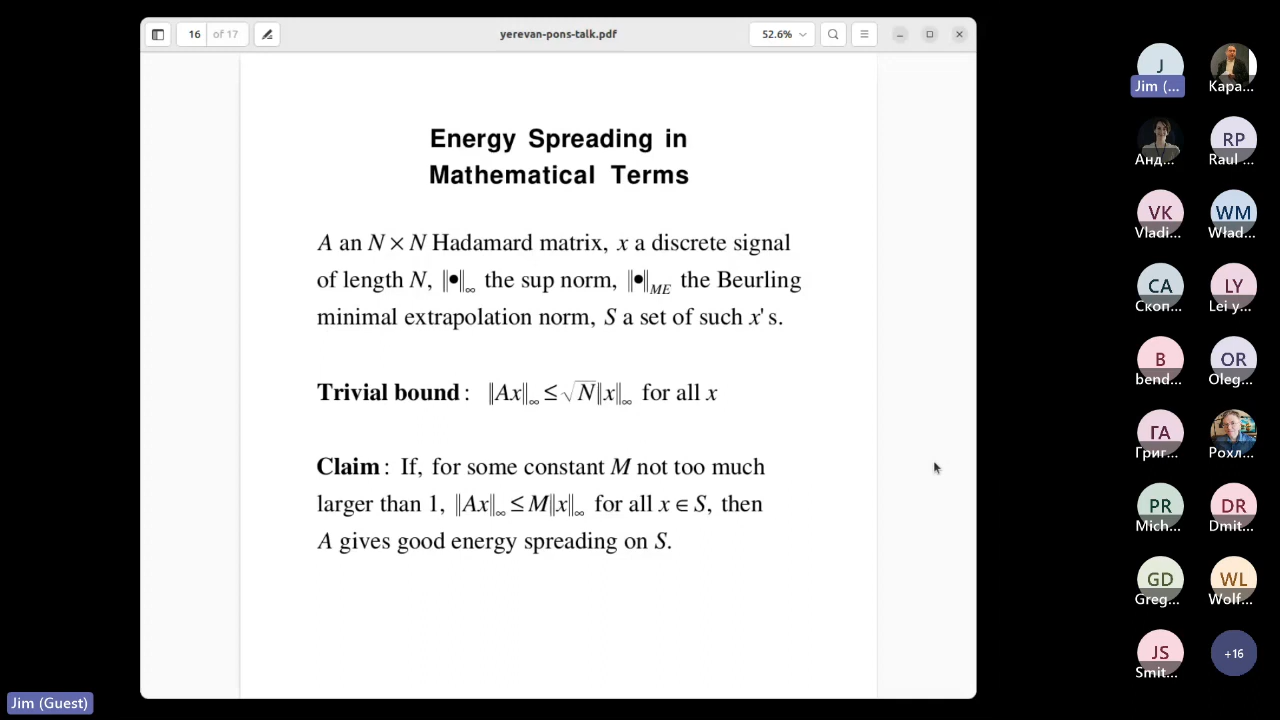 16 of 17
yerevan-pons-talk.pdf
52.6%
Energy Spreading in
Mathematical Terms
A an N × N Hadamard matrix, x a discrete signal
of length N, ‖•‖∞ the sup norm, ‖•‖ME the Beurling
minimal extrapolation norm, S a set of such x's.
Trivial bound: ‖Ax‖∞ ≤ √N‖x‖∞ for all x
Claim: If, for some constant M not too much
larger than 1, ‖Ax‖∞ ≤ M‖x‖∞ for all x ∈ S, then
A gives good energy spreading on S.
J
Jim (...
Кара...
Анд...
RP
Raul ...
VK
Vladi...
WM
Wład...
CA
Скоп...
LY
Lei y...
B
bend...
OR
Oleg...
ГА
Григ...
Рохл...
PR
Mich...
DR
Dmit...
GD
Greg...
WL
Wolf...
JS
Smit...
+16
Jim (Guest)